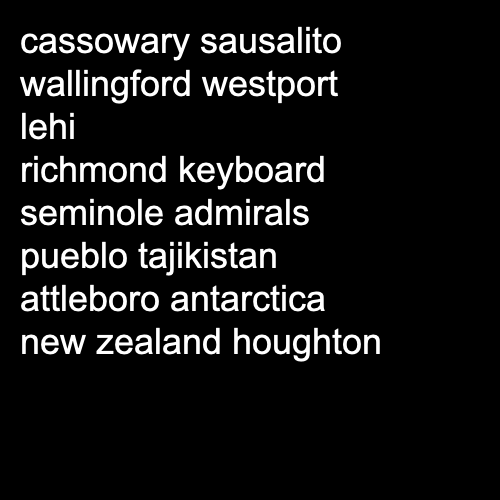 cassowary sausalito
wallingford westport
lehi
richmond keyboard
seminole admirals
pueblo tajikistan
attleboro antarctica
new zealand houghton